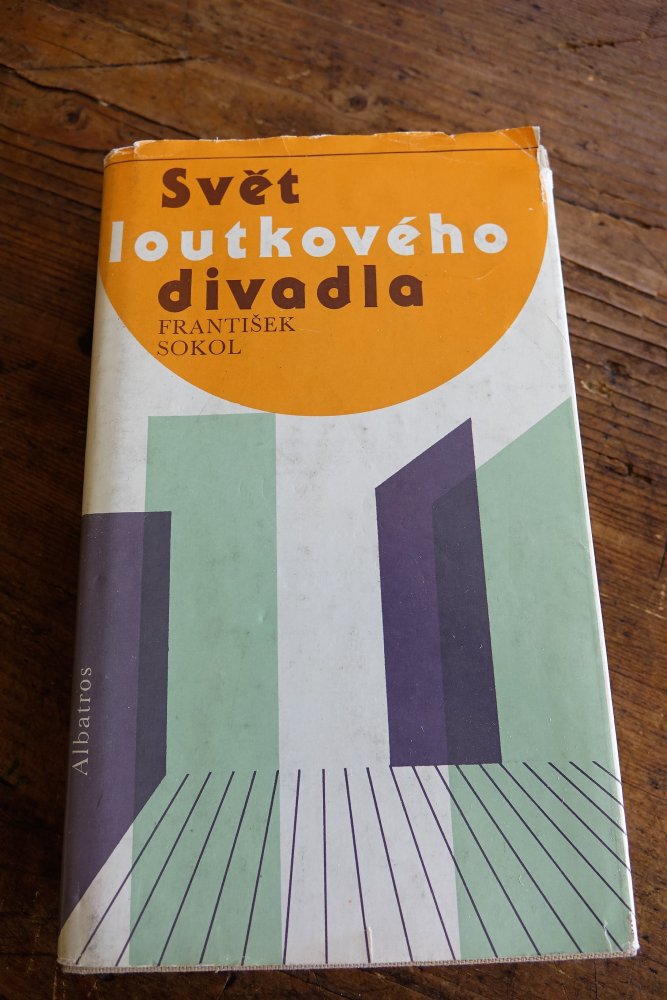 Svět
loutkového
divadla
FRANTIŠEK
SOKOL
Albatros